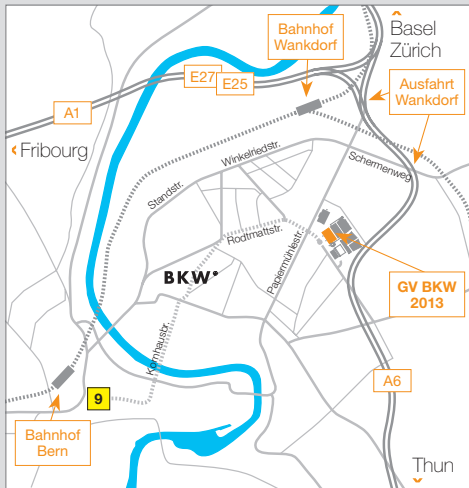 Bahnhof
Wankdorf
Basel
Zürich
E27
E25
Ausfahrt
Wankdorf
A1
Fribourg
Winkelriedstr.
Schermenweg
Standstr.
Rodtmattstr.
Papiermühlestr.
BKW
GV BKW
2013
Kornhausbr.
A6
9
Bahnhof
Bern
Thun